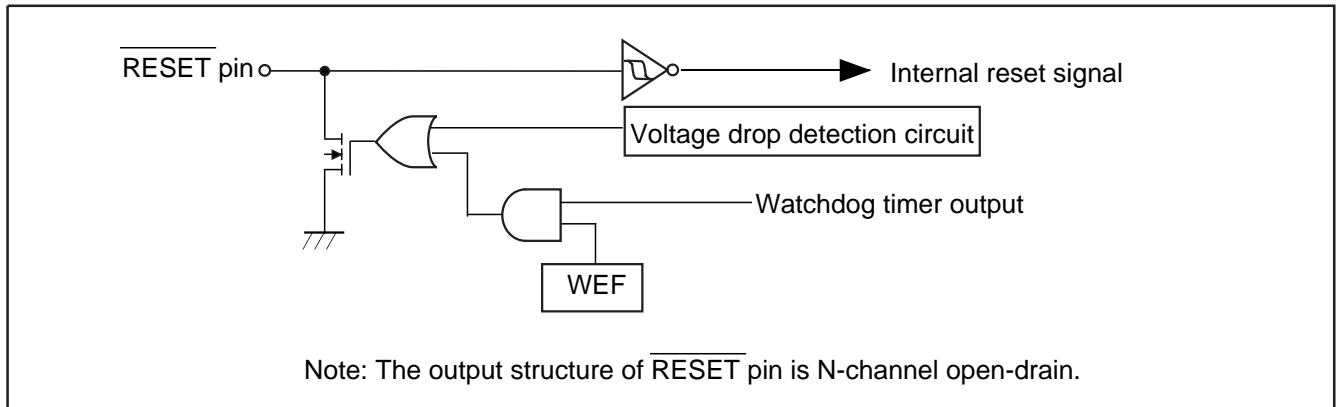 RESET pin
Internal reset signal
Voltage drop detection circuit
Watchdog timer output
WEF
Note: The output structure of RESET pin is N-channel open-drain.